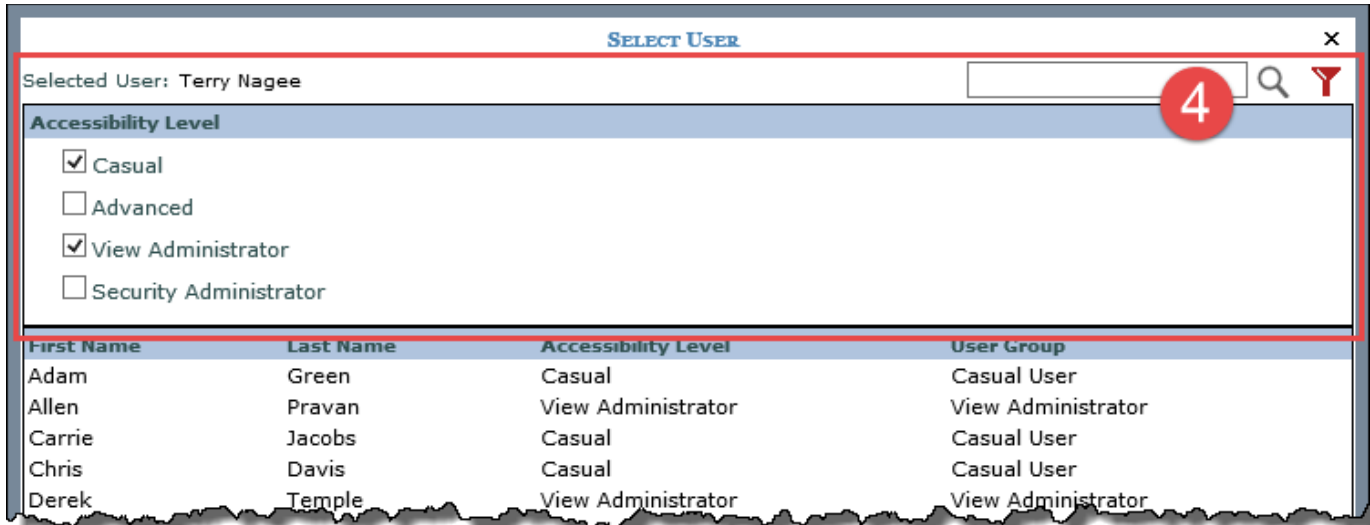 SELECT USER ×
Selected User: Terry Nagee
4
Accessibility Level
Casual
Advanced
View Administrator
Security Administrator
First Name Last Name Accessibility Level User Group
Adam Green Casual Casual User
Allen Pravan View Administrator View Administrator
Carrie Jacobs Casual Casual User
Chris Davis Casual Casual User
Derek Temple View Administrator View Administrator